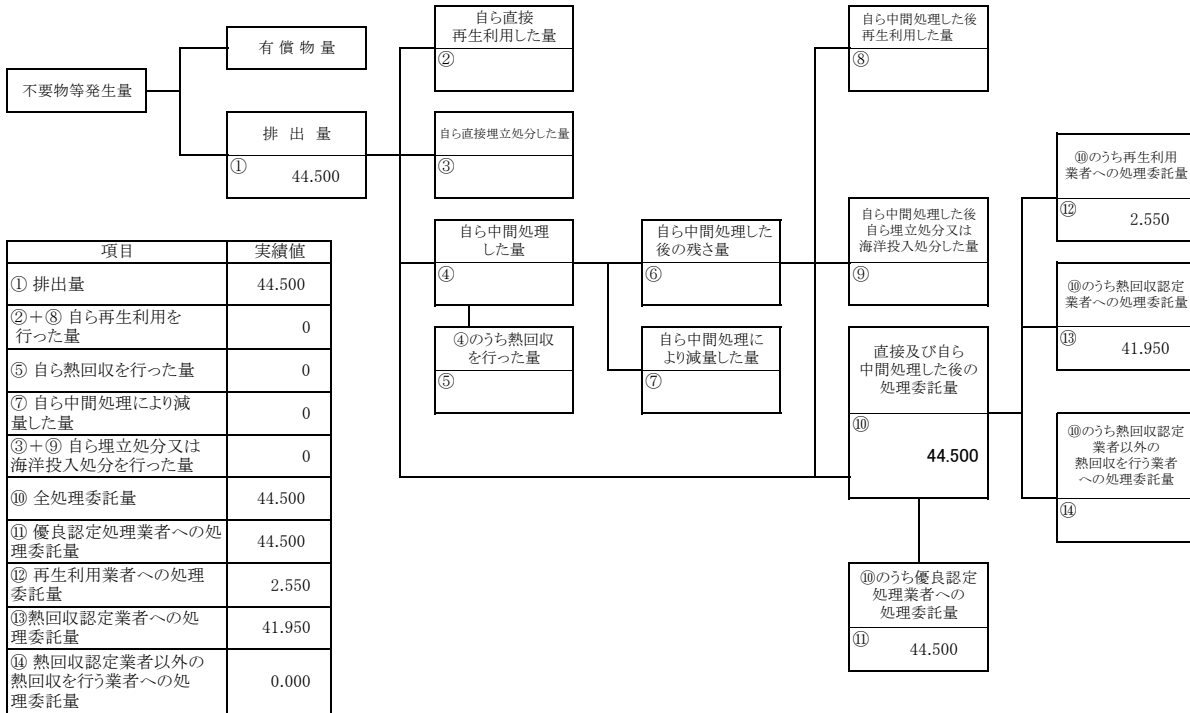 不要物等発生量
有 償 物 量
排 出 量
①
44.500
自ら直接
再生利用した量
②
自ら直接埋立処分した量
③
自ら中間処理
した量
④
④のうち熱回収
を行った量
⑤
自ら中間処理した
後の残さ量
⑥
自ら中間処理に
より減量した量
⑦
自ら中間処理した後
再生利用した量
⑧
自ら中間処理した後
自ら埋立処分又は
海洋投入処分した量
⑨
直接及び自ら
中間処理した後の
処理委託量
⑩
44.500
⑩のうち優良認定
処理業者への
処理委託量
⑪
44.500
⑩のうち再生利用
業者への処理委託量
⑫
2.550
⑩のうち熱回収認定
業者への処理委託量
⑬
41.950
⑩のうち熱回収認定
業者以外の
熱回収を行う業者
への処理委託量
⑭
項目 実績値
① 排出量 44.500
②＋⑧ 自ら再生利用を
行った量 0
⑤ 自ら熱回収を行った量 0
⑦ 自ら中間処理により減
量した量 0
③＋⑨ 自ら埋立処分又は
海洋投入処分を行った量 0
⑩ 全処理委託量 44.500
⑪ 優良認定処理業者への処
理委託量 44.500
⑫ 再生利用業者への処理
委託量 2.550
⑬熱回収認定業者への処
理委託量 41.950
⑭ 熱回収認定業者以外の
熱回収を行う業者への処
理委託量 0.000